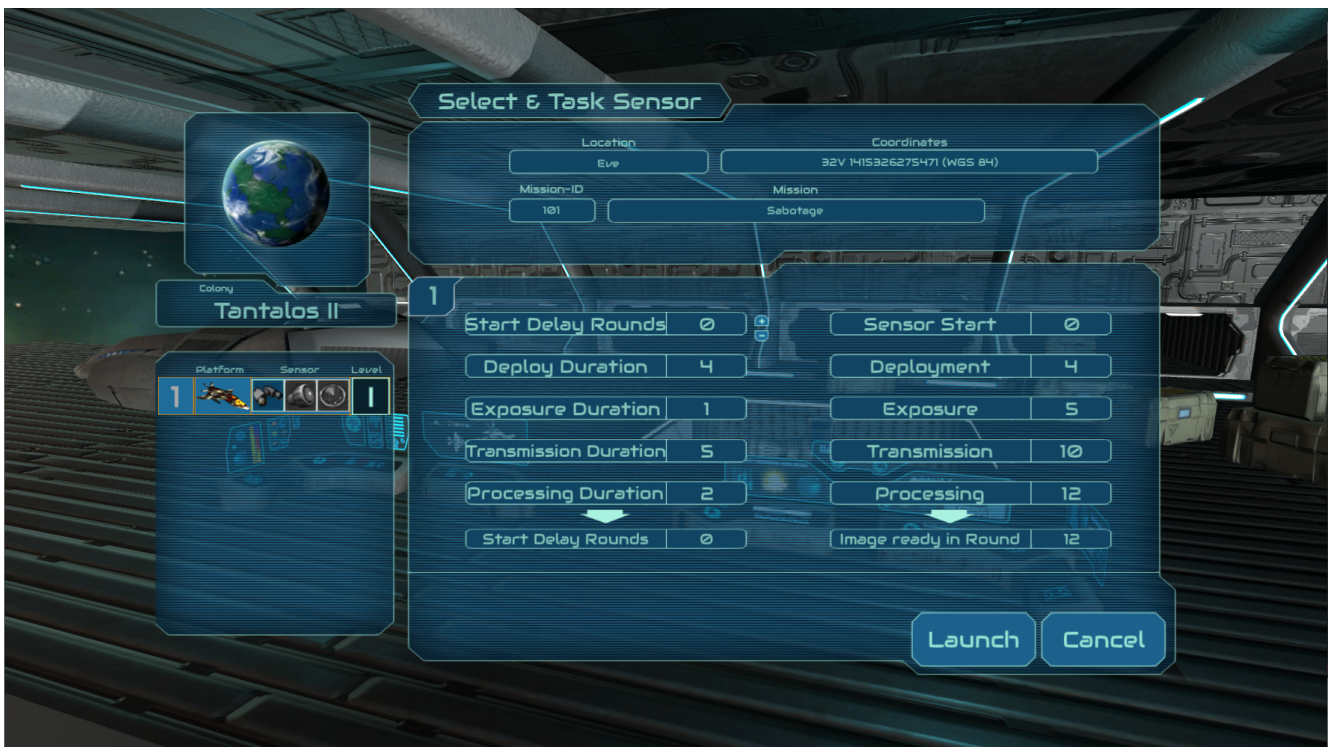 Select & Task Sensor
Location
Coordinates
Eve
32V 1415326275471 (WGS 84)
Mission-ID
Mission
101
Sabotage
Colony
Tantalos II
1
Start Delay Rounds 0
+
-
Sensor Start 0
Deploy Duration 4
Deployment 4
Platform Sensor Level
1
I
Exposure Duration 1
Exposure 5
Transmission Duration 5
Transmission 10
Processing Duration 2
Processing 12
Start Delay Rounds 0
Image ready in Round 12
Launch
Cancel